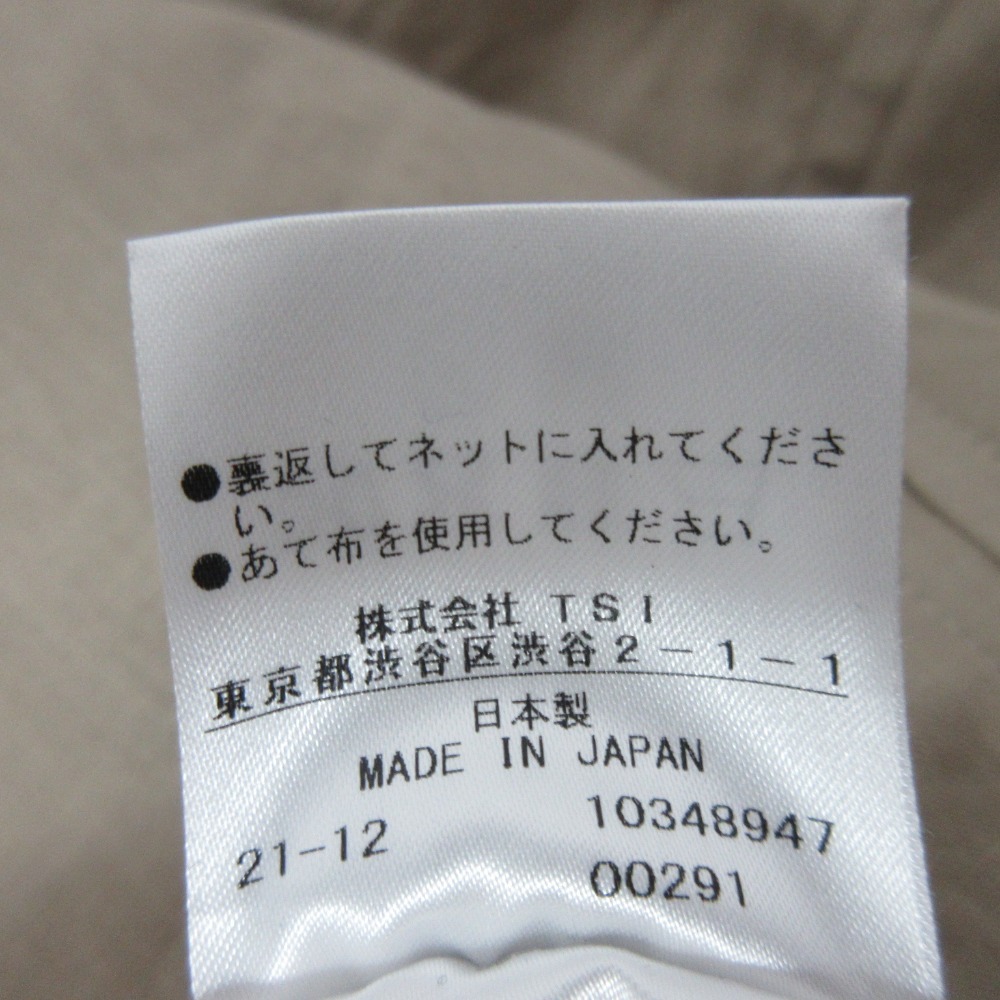 ●裏返してネットに入れてくださ
い。
●あて布を使用してください。
株式会社 TSI
東京都渋谷区渋谷2-1-1
日本製
MADE IN JAPAN
10348947
21-12
00291